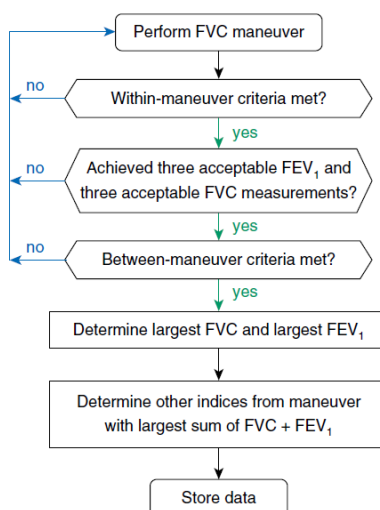 Perform FVC maneuver
no
Within-maneuver criteria met?
yes
no
Achieved three acceptable FEV₁ and
three acceptable FVC measurements?
yes
no
Between-maneuver criteria met?
yes
Determine largest FVC and largest FEV₁
Determine other indices from maneuver
with largest sum of FVC + FEV₁
Store data